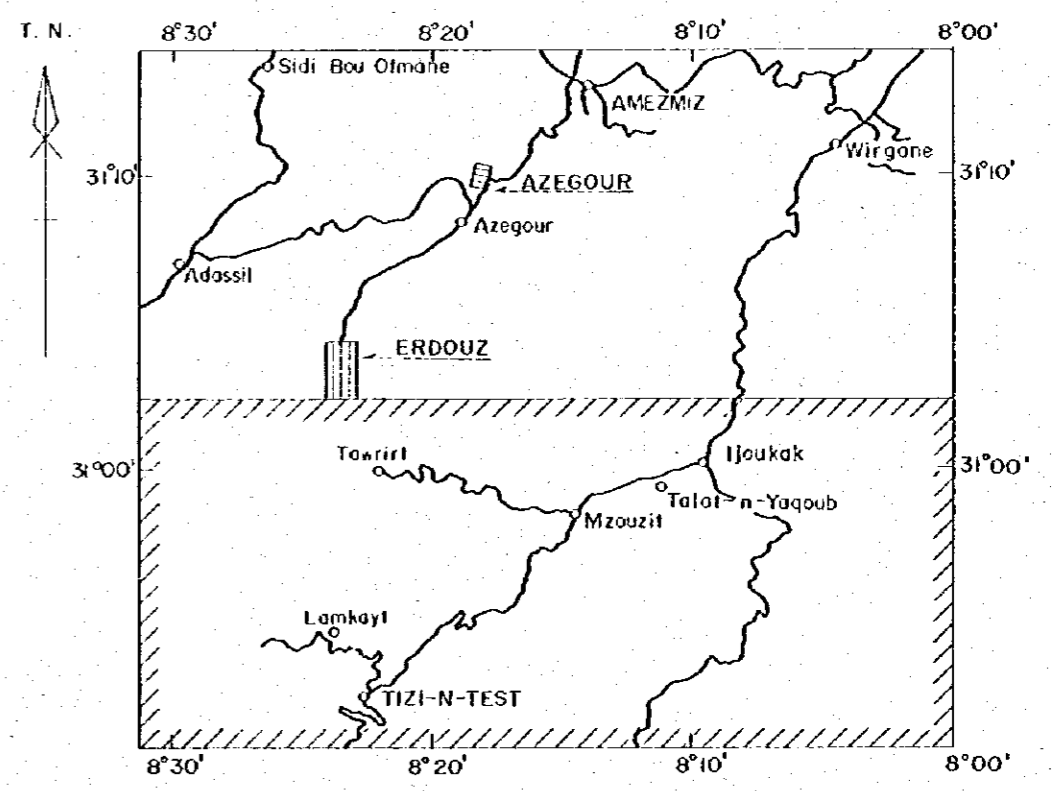 T. N.
8°30'
8°20'
8°10'
8°00'
Sidi Bou Otmane
AMEZMIZ
Wirgane
31°10'
AZEGOUR
31°10'
Azegour
Adassil
ERDOUZ
Tawrirt
Ijoukak
31°00'
31°00'
Talat-n-Yaqoub
Mzouzit
Lamkayt
TIZI-N-TEST
8°30'
8°20'
8°10'
8°00'